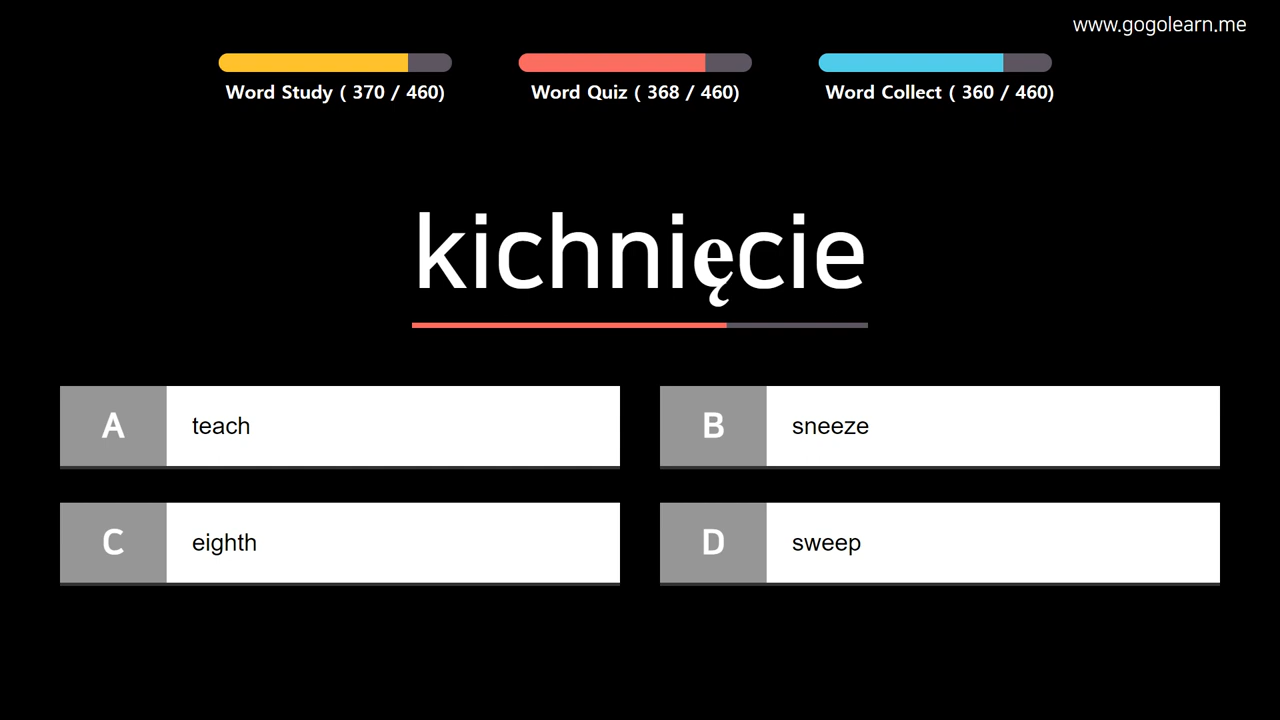 www.gogolearn.me
Word Study ( 370 / 460)
Word Quiz ( 368 / 460)
Word Collect ( 360 / 460)
kichnięcie
A teach
B sneeze
C eighth
D sweep